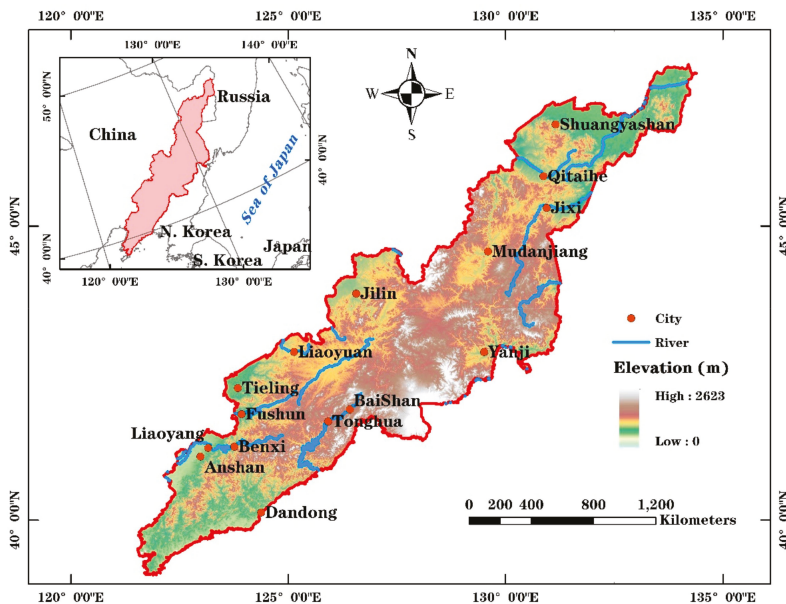 120° 0'0"E
125° 0'0"E
130° 0'0"E
135° 0'0"E
130° 0'0"E
140° 0'0"E
50° 0'0"N
40° 0'0"N
40° 0'0"N
120° 0'0"E
130° 0'0"E
China
Russia
Sea of Japan
N. Korea
S. Korea
Japan
N
W
E
S
45° 0'0"N
40° 0'0"N
45° 0'0"N
40° 0'0"N
Shuangyashan
Qitaihe
Jixi
Mudanjiang
Jilin
Liaoyuan
Yanji
Tieling
BaiShan
Fushun
Tonghua
Liaoyang
Benxi
Anshan
Dandong
City
River
Elevation (m)
High : 2623
Low : 0
0 200 400 800 1,200
Kilometers
120° 0'0"E
125° 0'0"E
130° 0'0"E
135° 0'0"E